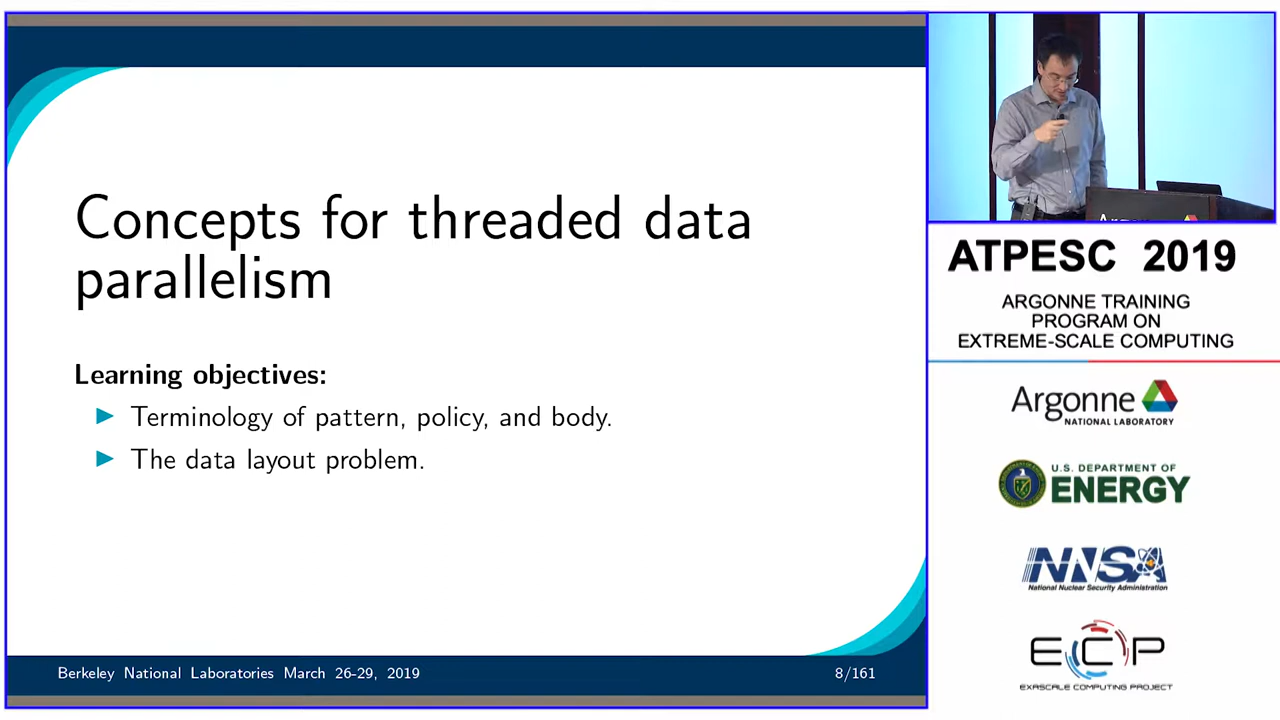 Concepts for threaded data
parallelism
Learning objectives:
Terminology of pattern, policy, and body.
The data layout problem.
Berkeley National Laboratories March 26-29, 2019
8/161
Argonne
ATPESC 2019
ARGONNE TRAINING
PROGRAM ON
EXTREME-SCALE COMPUTING
Argonne
NATIONAL LABORATORY
U.S. DEPARTMENT OF
ENERGY
NNSA
National Nuclear Security Administration
ECP
EXASCALE COMPUTING PROJECT